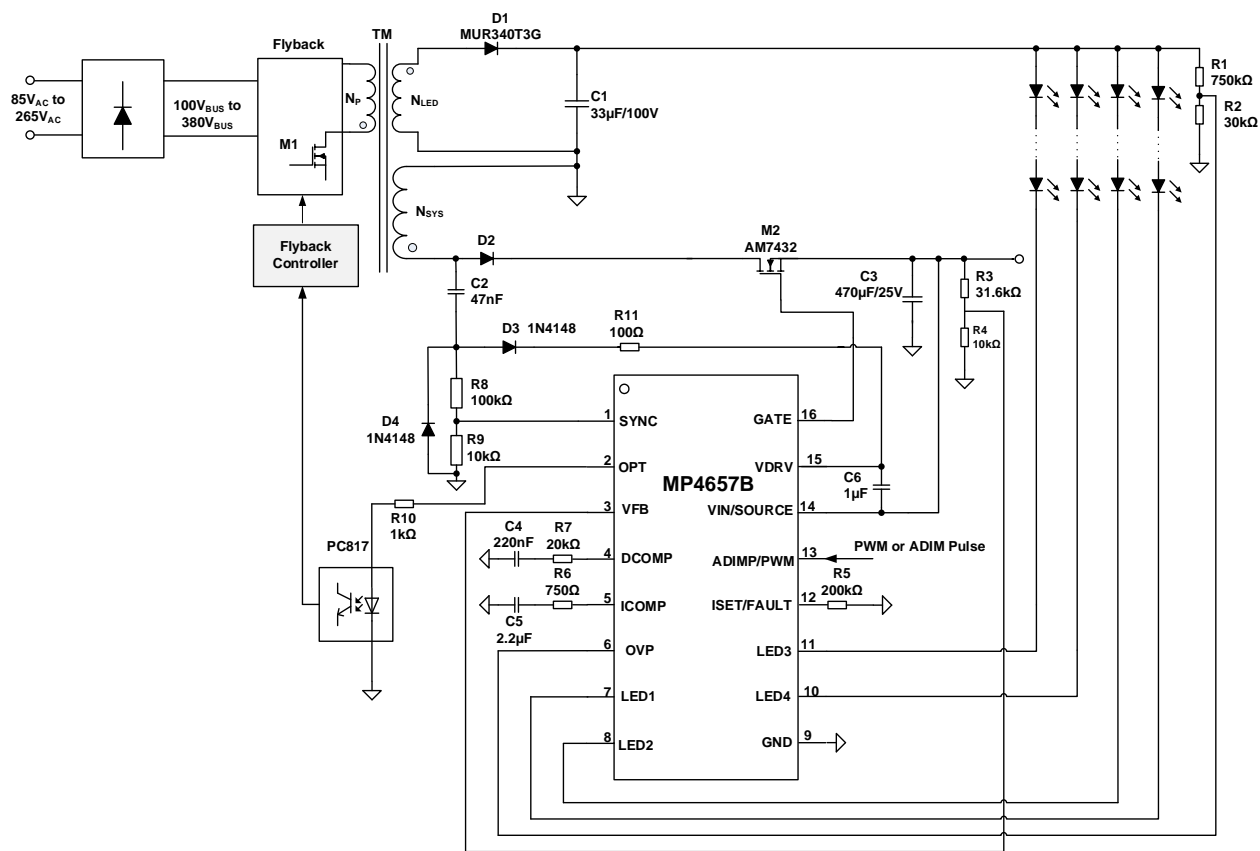 D1
MUR340T3G
TM
Flyback
85VAC to
265VAC
100VBUS to
380VBUS
NP
NLED
M1
C1
33μF/100V
R1
750kΩ
R2
30kΩ
NSYS
Flyback
Controller
D2
M2
AM7432
C2
47nF
C3
470μF/25V
R3
31.6kΩ
R4
10kΩ
D3 1N4148
R11
100Ω
R8
100kΩ
D4
1N4148
R9
10kΩ
1
SYNC
GATE
16
2
OPT
VDRV
15
MP4657B
C6
1μF
3
VFB
VIN/SOURCE
14
R10
1kΩ
PC817
C4
220nF
R7
20kΩ
4
DCOMP
ADIMP/PWM
13
PWM or ADIM Pulse
R6
750Ω
R5
200kΩ
5
ICOMP
ISET/FAULT
12
C5
2.2μF
6
OVP
LED3
11
7
LED1
LED4
10
8
LED2
GND
9